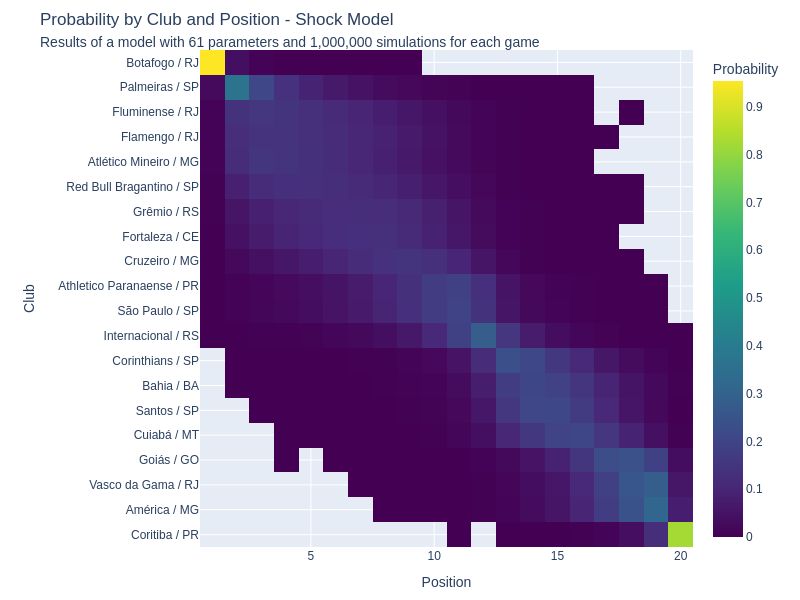 Probability by Club and Position - Shock Model
Results of a model with 61 parameters and 1,000,000 simulations for each game
Probability
Club
Botafogo / RJ
Palmeiras / SP
Fluminense / RJ
Flamengo / RJ
Atlético Mineiro / MG
Red Bull Bragantino / SP
Grêmio / RS
Fortaleza / CE
Cruzeiro / MG
Athletico Paranaense / PR
São Paulo / SP
Internacional / RS
Corinthians / SP
Bahia / BA
Santos / SP
Cuiabá / MT
Goiás / GO
Vasco da Gama / RJ
América / MG
Coritiba / PR
0.9
0.8
0.7
0.6
0.5
0.4
0.3
0.2
0.1
0
5 10 15 20
Position